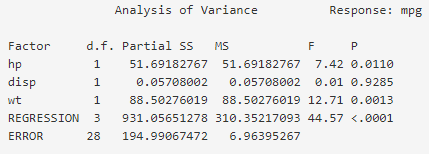 Analysis of Variance Response: mpg
Factor d.f. Partial SS MS F P
hp 1 51.69182767 51.69182767 7.42 0.0110
disp 1 0.05708002 0.05708002 0.01 0.9285
wt 1 88.50276019 88.50276019 12.71 0.0013
REGRESSION 3 931.05651278 310.35217093 44.57 <.0001
ERROR 28 194.99067472 6.96395267